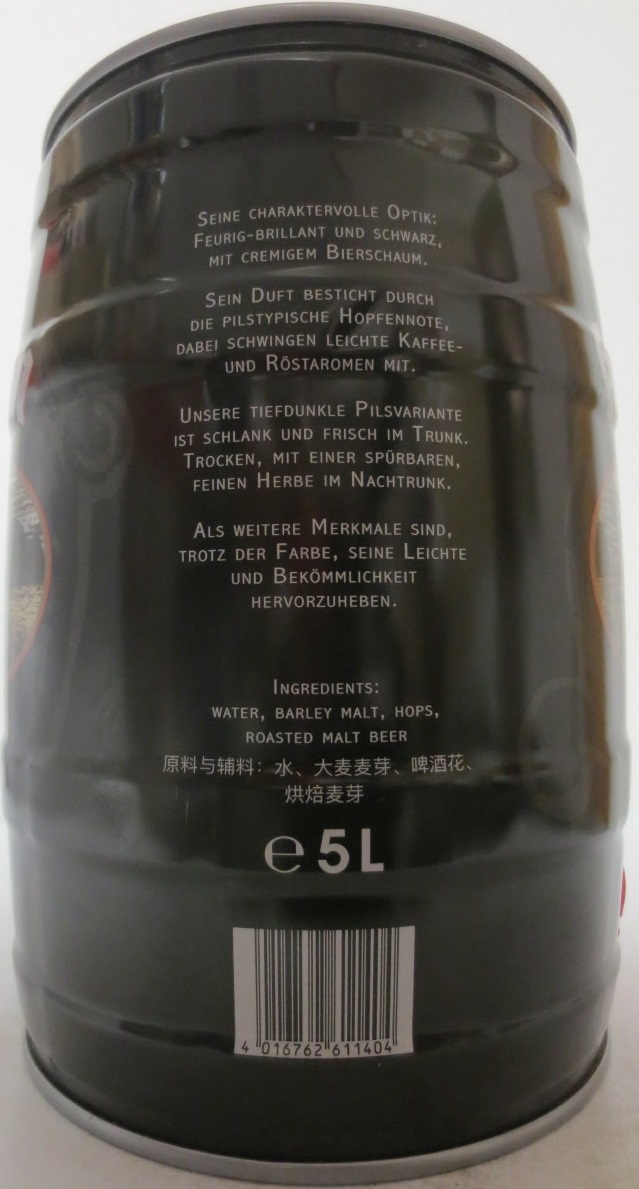 Seine charaktervolle Optik:
Feurig-brillant und schwarz,
mit cremigem Bierschaum.
Sein Duft besticht durch
die pilstypische Hopfennote,
dabei schwingen leichte Kaffee-
und Röstaromen mit.
Unsere tiefdunkle Pilsvariante
ist schlank und frisch im Trunk.
Trocken, mit einer spürbaren,
feinen Herbe im Nachtrunk.
Als weitere Merkmale sind,
trotz der Farbe, seine Leichte
und Bekömmlichkeit
hervorzuheben.
Ingredients:
water, barley malt, hops,
roasted malt beer
原料与辅料：水、大麦麦芽、啤酒花、
烘焙麦芽
℮ 5L
4 016762 611404